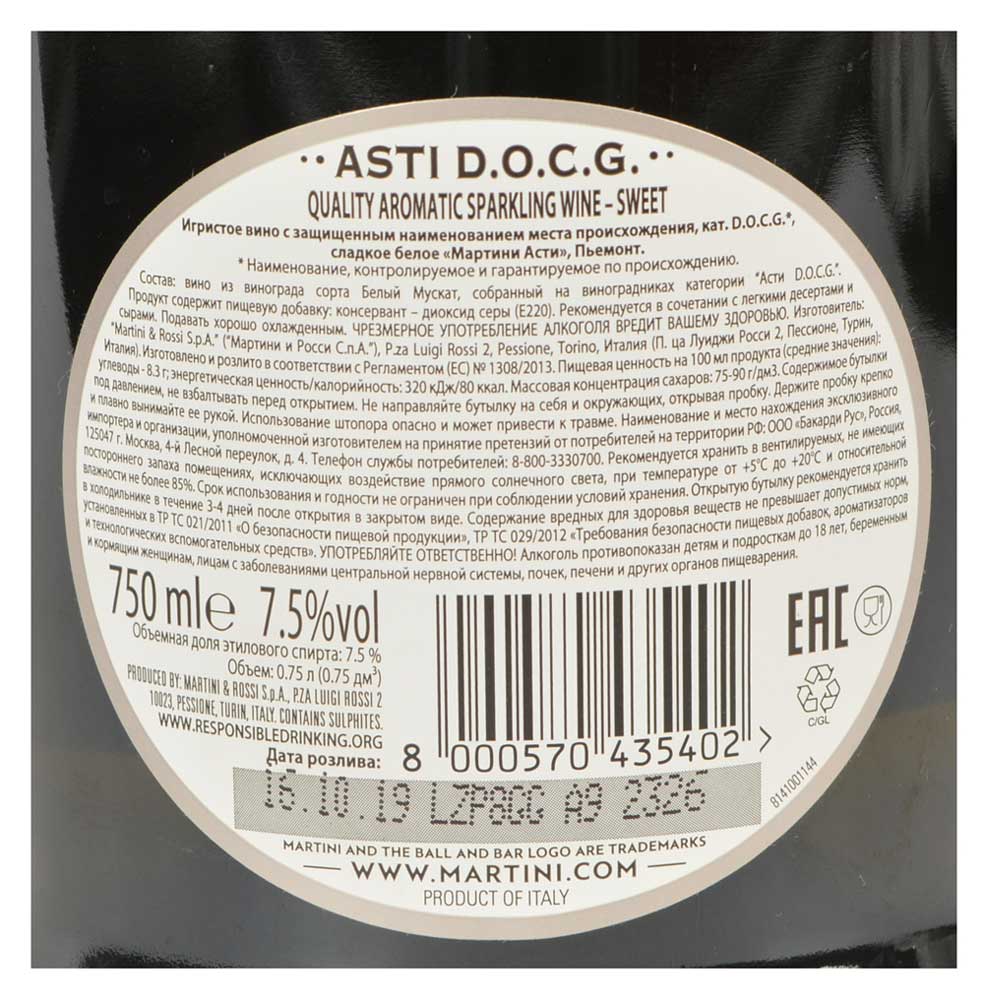 ·· ASTI D.O.C.G. ··
QUALITY AROMATIC SPARKLING WINE – SWEET
Игристое вино с защищенным наименованием места происхождения, кат. D.O.C.G.*,
сладкое белое «Мартини Асти», Пьемонт.
* Наименование, контролируемое и гарантируемое по происхождению.
Состав: вино из винограда сорта Белый Мускат, собранный на виноградниках категории "Асти D.O.C.G.".
Продукт содержит пищевую добавку: консервант – диоксид серы (E220). Рекомендуется в сочетании с легкими десертами и
сырами. Подавать хорошо охлажденным. ЧРЕЗМЕРНОЕ УПОТРЕБЛЕНИЕ АЛКОГОЛЯ ВРЕДИТ ВАШЕМУ ЗДОРОВЬЮ. Изготовитель:
"Martini & Rossi S.p.A." ("Мартини и Росси С.п.А."), P.za Luigi Rossi 2, Pessione, Torino, Италия (П. ца Луиджи Росси 2, Пессионе, Турин,
Италия). Изготовлено и розлито в соответствии с Регламентом (ЕС) № 1308/2013. Пищевая ценность на 100 мл продукта (средние значения):
углеводы - 8.3 г; энергетическая ценность/калорийность: 320 кДж/80 ккал. Массовая концентрация сахаров: 75-90 г/дм3. Содержимое бутылки
под давлением, не взбалтывать перед открытием. Не направляйте бутылку на себя и окружающих, открывая пробку. Держите пробку крепко
и плавно вынимайте ее рукой. Использование штопора опасно и может привести к травме. Наименование и место нахождения эксклюзивного
импортера и организации, уполномоченной изготовителем на принятие претензий от потребителей на территории РФ: ООО «Бакарди Рус», Россия,
125047 г. Москва, 4-й Лесной переулок, д. 4. Телефон службы потребителей: 8-800-3330700. Рекомендуется хранить в вентилируемых, не имеющих
постороннего запаха помещениях, исключающих воздействие прямого солнечного света, при температуре от +5°C до +20°C и относительной
влажности не более 85%. Срок использования и годности не ограничен при соблюдении условий хранения. Открытую бутылку рекомендуется хранить
в холодильнике в течение 3-4 дней после открытия в закрытом виде. Содержание вредных для здоровья веществ не превышает допустимых норм,
установленных в ТР ТС 021/2011 «О безопасности пищевой продукции», ТР ТС 029/2012 «Требования безопасности пищевых добавок, ароматизаторов
и технологических вспомогательных средств». УПОТРЕБЛЯЙТЕ ОТВЕТСТВЕННО! Алкоголь противопоказан детям и подросткам до 18 лет, беременным
и кормящим женщинам, лицам с заболеваниями центральной нервной системы, почек, печени и других органов пищеварения.
750 ml e 7.5%vol
Объемная доля этилового спирта: 7.5 %
Объем: 0.75 л (0.75 дм³)
PRODUCED BY: MARTINI & ROSSI S.p.A., P.ZA LUIGI ROSSI 2
10023, PESSIONE, TURIN, ITALY. CONTAINS SULPHITES.
WWW.RESPONSIBLEDRINKING.ORG
Дата розлива:
8 000570 435402 >
EAC
C/GL
8141001144
16.10.19 LZP8GG A9 2326
MARTINI AND THE BALL AND BAR LOGO ARE TRADEMARKS
WWW.MARTINI.COM
PRODUCT OF ITALY